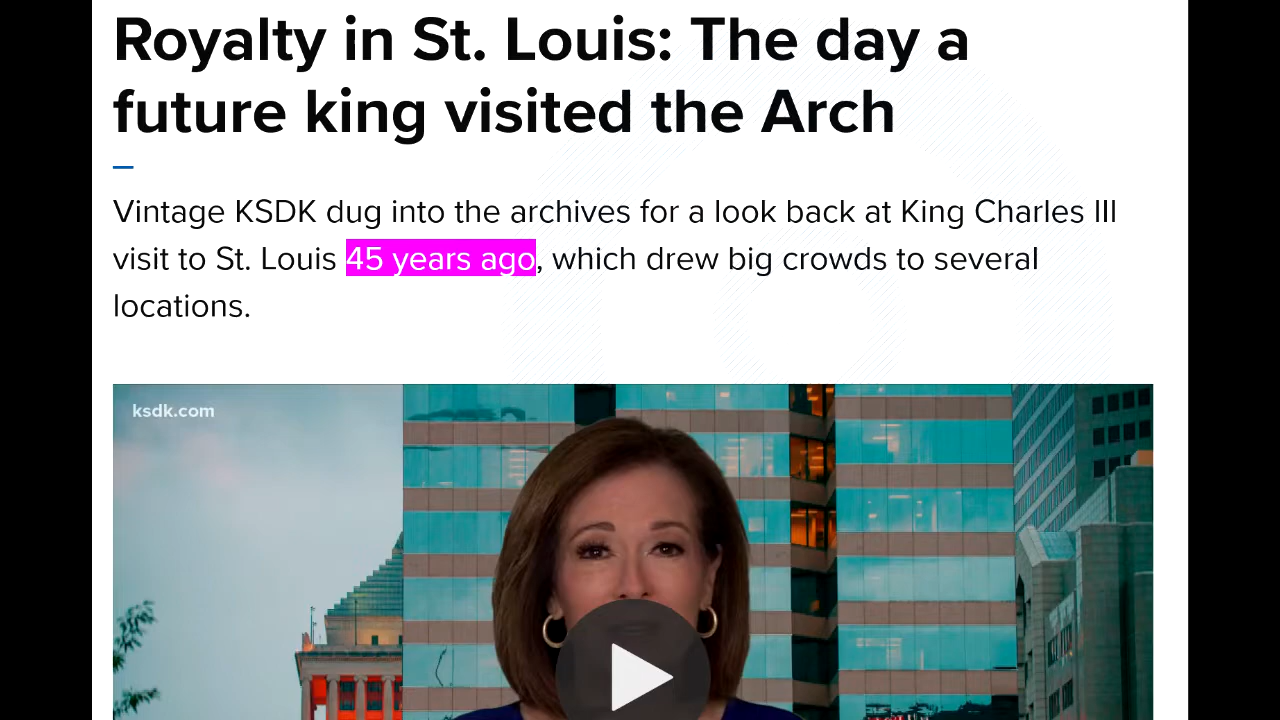 Royalty in St. Louis: The day a
future king visited the Arch
Vintage KSDK dug into the archives for a look back at King Charles III
visit to St. Louis 45 years ago, which drew big crowds to several
locations.
ksdk.com